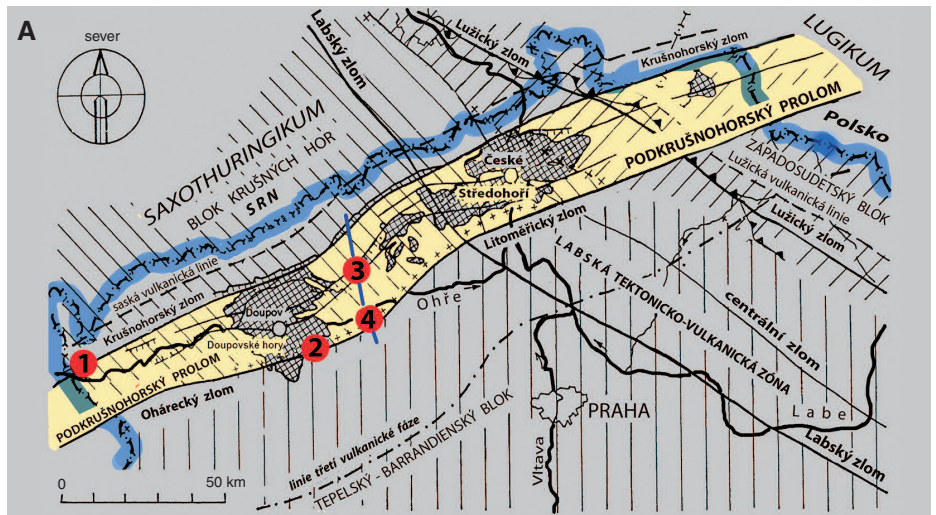 A
sever
Labský zlom
Lužický zlom
Krušnohorský zlom
LUGIKUM
SAXOTHURINGIKUM
BLOK KRUŠNÝCH HOR
SRN
PODKRUŠNOHORSKÝ PROLOM
Polsko
České
Středohoří
ZÁPADOSUDETSKÝ BLOK
Lužická vulkanická linie
Lužický zlom
Litoměřický zlom
saská vulkanická linie
Krušnohorský zlom
3
LABSKÁ TEKTONICKO-VULKANICKÁ ZÓNA
centrální zlom
Ohře
4
Doupov
Doupovské hory
2
1
PODKRUŠNOHORSKÝ PROLOM
Ohárecký zlom
PRAHA
Label
Labský zlom
Vltava
linie třetí vulkanické fáze
TEPELSKÝ - BARRANDIENSKÝ BLOK
0 50 km